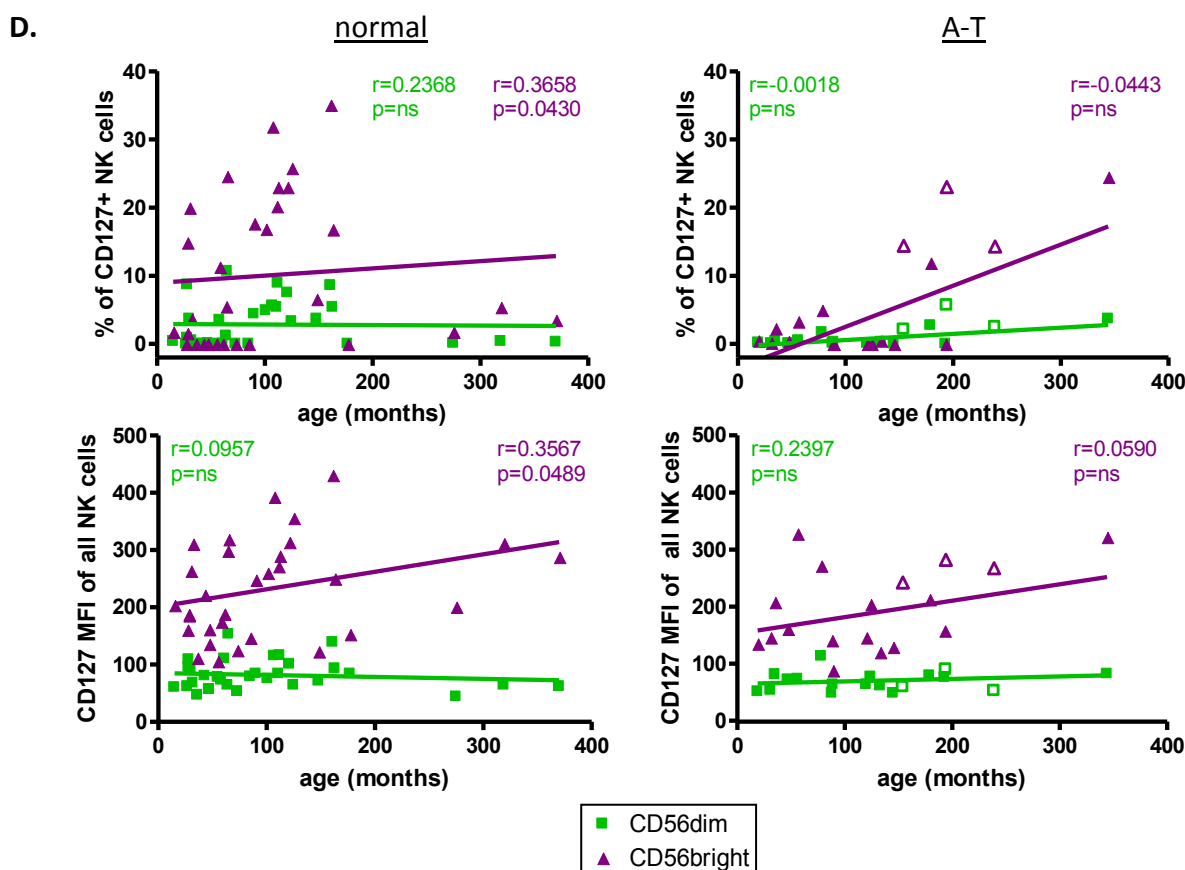 D.
normal
A-T
% of CD127+ NK cells
40
30
20
10
0
r=0.2368
p=ns
r=0.3658
p=0.0430
0
100
200
300
400
age (months)
% of CD127+ NK cells
40
30
20
10
0
r=-0.0018
p=ns
r=-0.0443
p=ns
0
100
200
300
400
age (months)
CD127 MFI of all NK cells
500
400
300
200
100
0
r=0.0957
p=ns
r=0.3567
p=0.0489
0
100
200
300
400
age (months)
CD127 MFI of all NK cells
500
400
300
200
100
0
r=0.2397
p=ns
r=0.0590
p=ns
0
100
200
300
400
age (months)
CD56dim
CD56bright